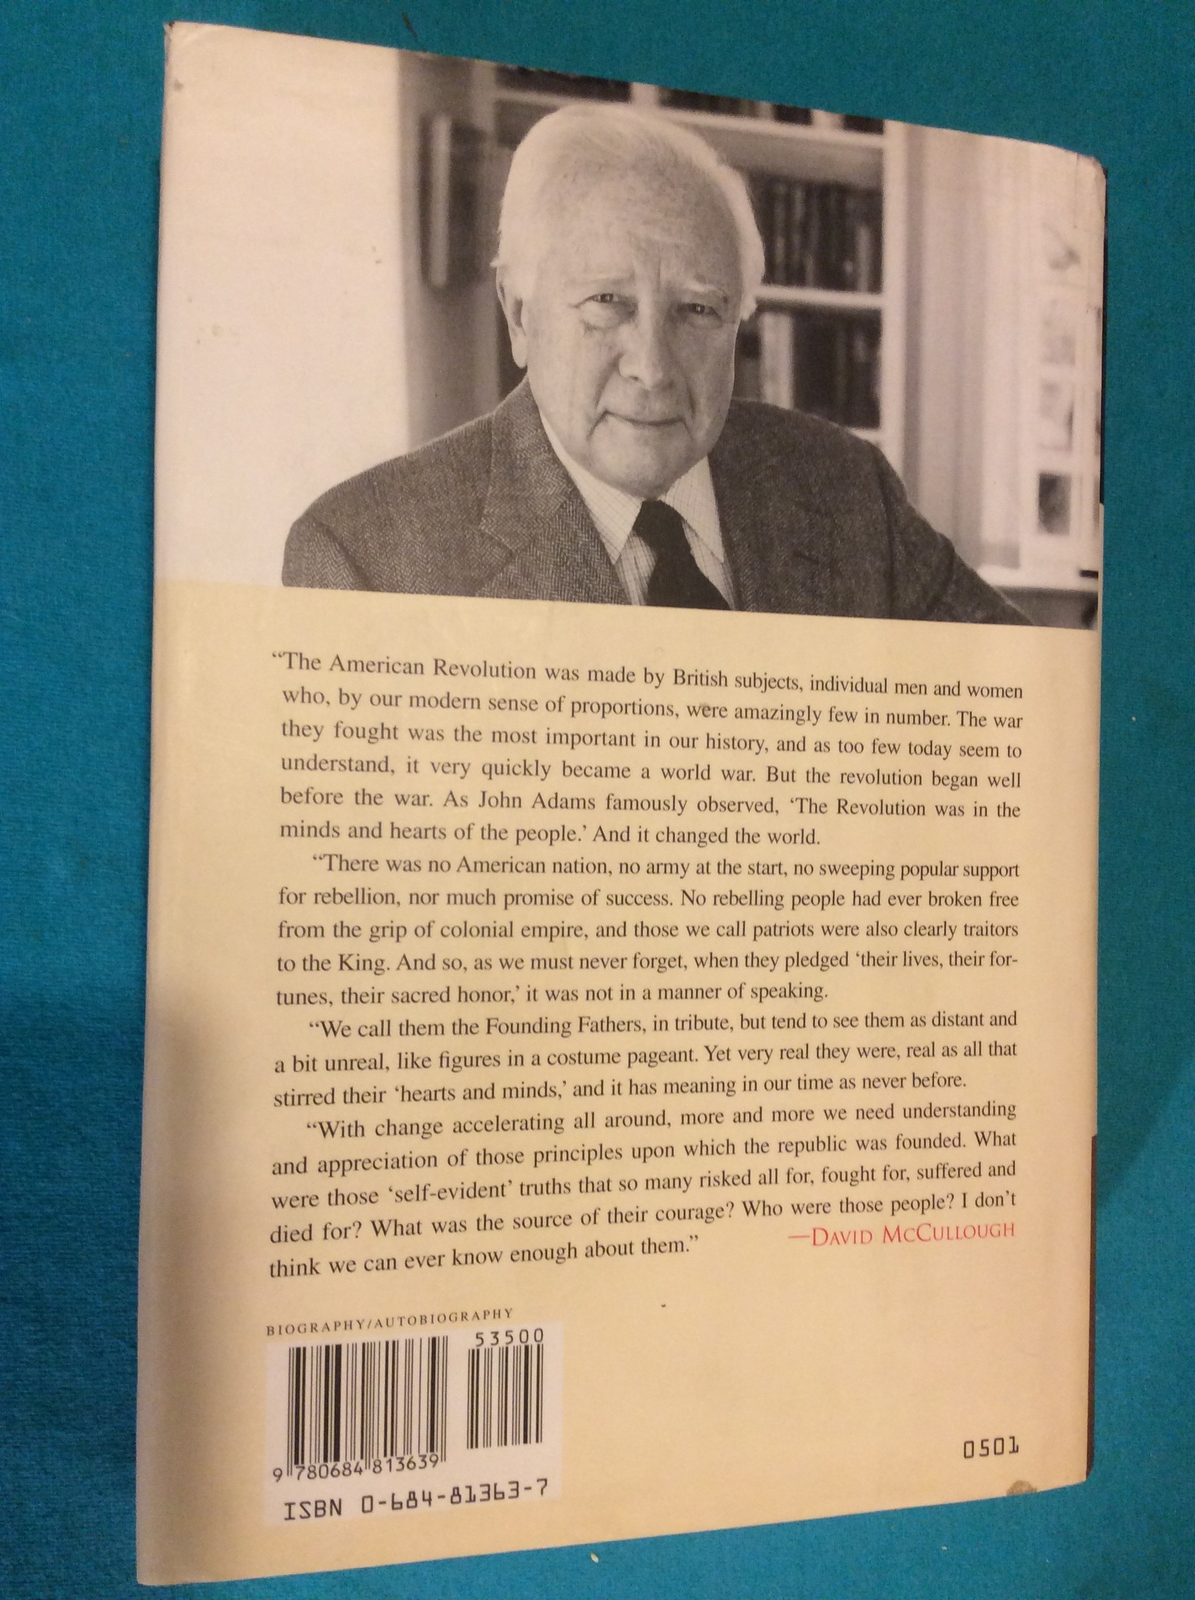 “The American Revolution was made by British subjects, individual men and women
who, by our modern sense of proportions, were amazingly few in number. The war
they fought was the most important in our history, and as too few today seem to
understand, it very quickly became a world war. But the revolution began well
before the war. As John Adams famously observed, ‘The Revolution was in the
minds and hearts of the people.’ And it changed the world.
“There was no American nation, no army at the start, no sweeping popular support
for rebellion, nor much promise of success. No rebelling people had ever broken free
from the grip of colonial empire, and those we call patriots were also clearly traitors
to the King. And so, as we must never forget, when they pledged ‘their lives, their for-
tunes, their sacred honor,’ it was not in a manner of speaking.
“We call them the Founding Fathers, in tribute, but tend to see them as distant and
a bit unreal, like figures in a costume pageant. Yet very real they were, real as all that
stirred their ‘hearts and minds,’ and it has meaning in our time as never before.
“With change accelerating all around, more and more we need understanding
and appreciation of those principles upon which the republic was founded. What
were those ‘self-evident’ truths that so many risked all for, fought for, suffered and
died for? What was the source of their courage? Who were those people? I don’t
think we can ever know enough about them.”
—DAVID MCCULLOUGH
BIOGRAPHY/AUTOBIOGRAPHY
53500
9 780684 813639
ISBN 0-684-81363-7
0501